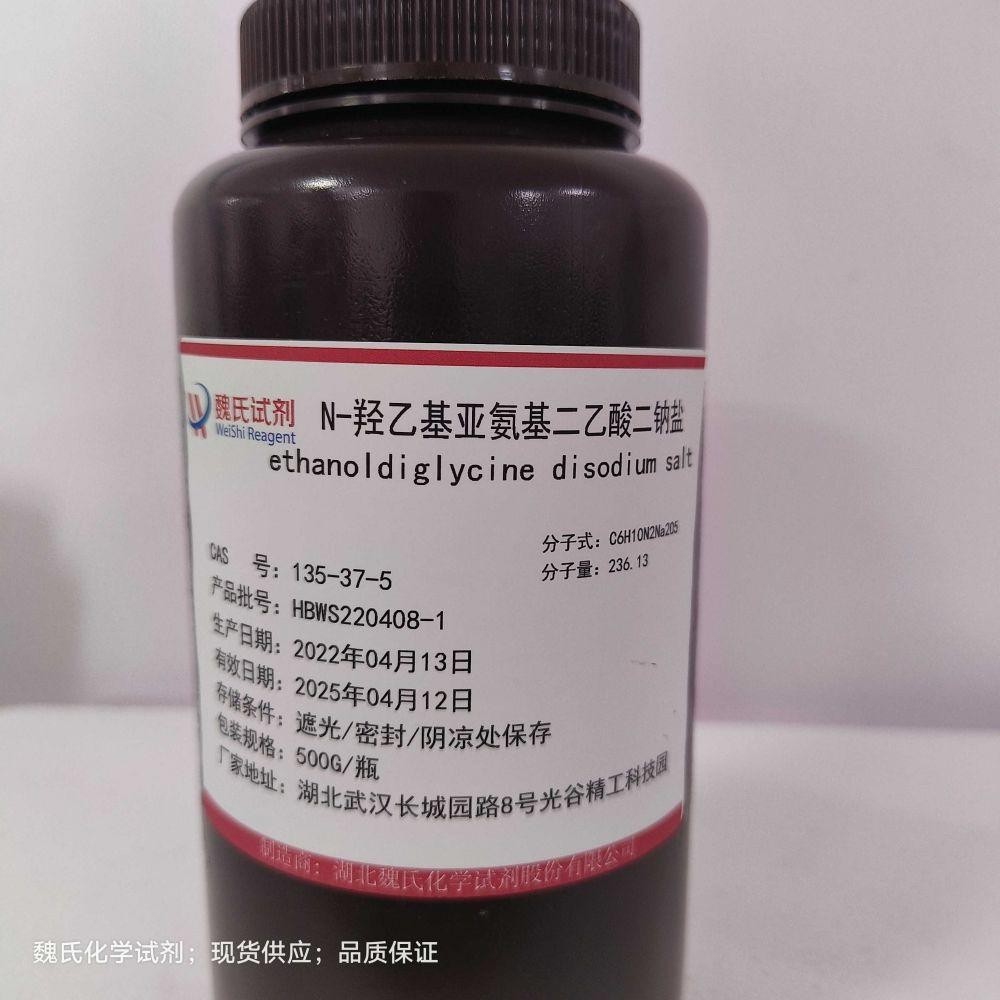 魏氏试剂
WeiShi Reagent
N-羟乙基亚氨基二乙酸二钠盐
ethanoldiglycine disodium salt
分子式：C6H10N2Na2O5
分子量：236.13
CAS 号：135-37-5
产品批号：HBWS220408-1
生产日期：2022年04月13日
有效日期：2025年04月12日
存储条件：遮光/密封/阴凉处保存
包装规格：500G/瓶
厂家地址：湖北武汉长城园路8号光谷精工科技园
制造商：湖北魏氏化学试剂股份有限公司
魏氏化学试剂；现货供应；品质保证